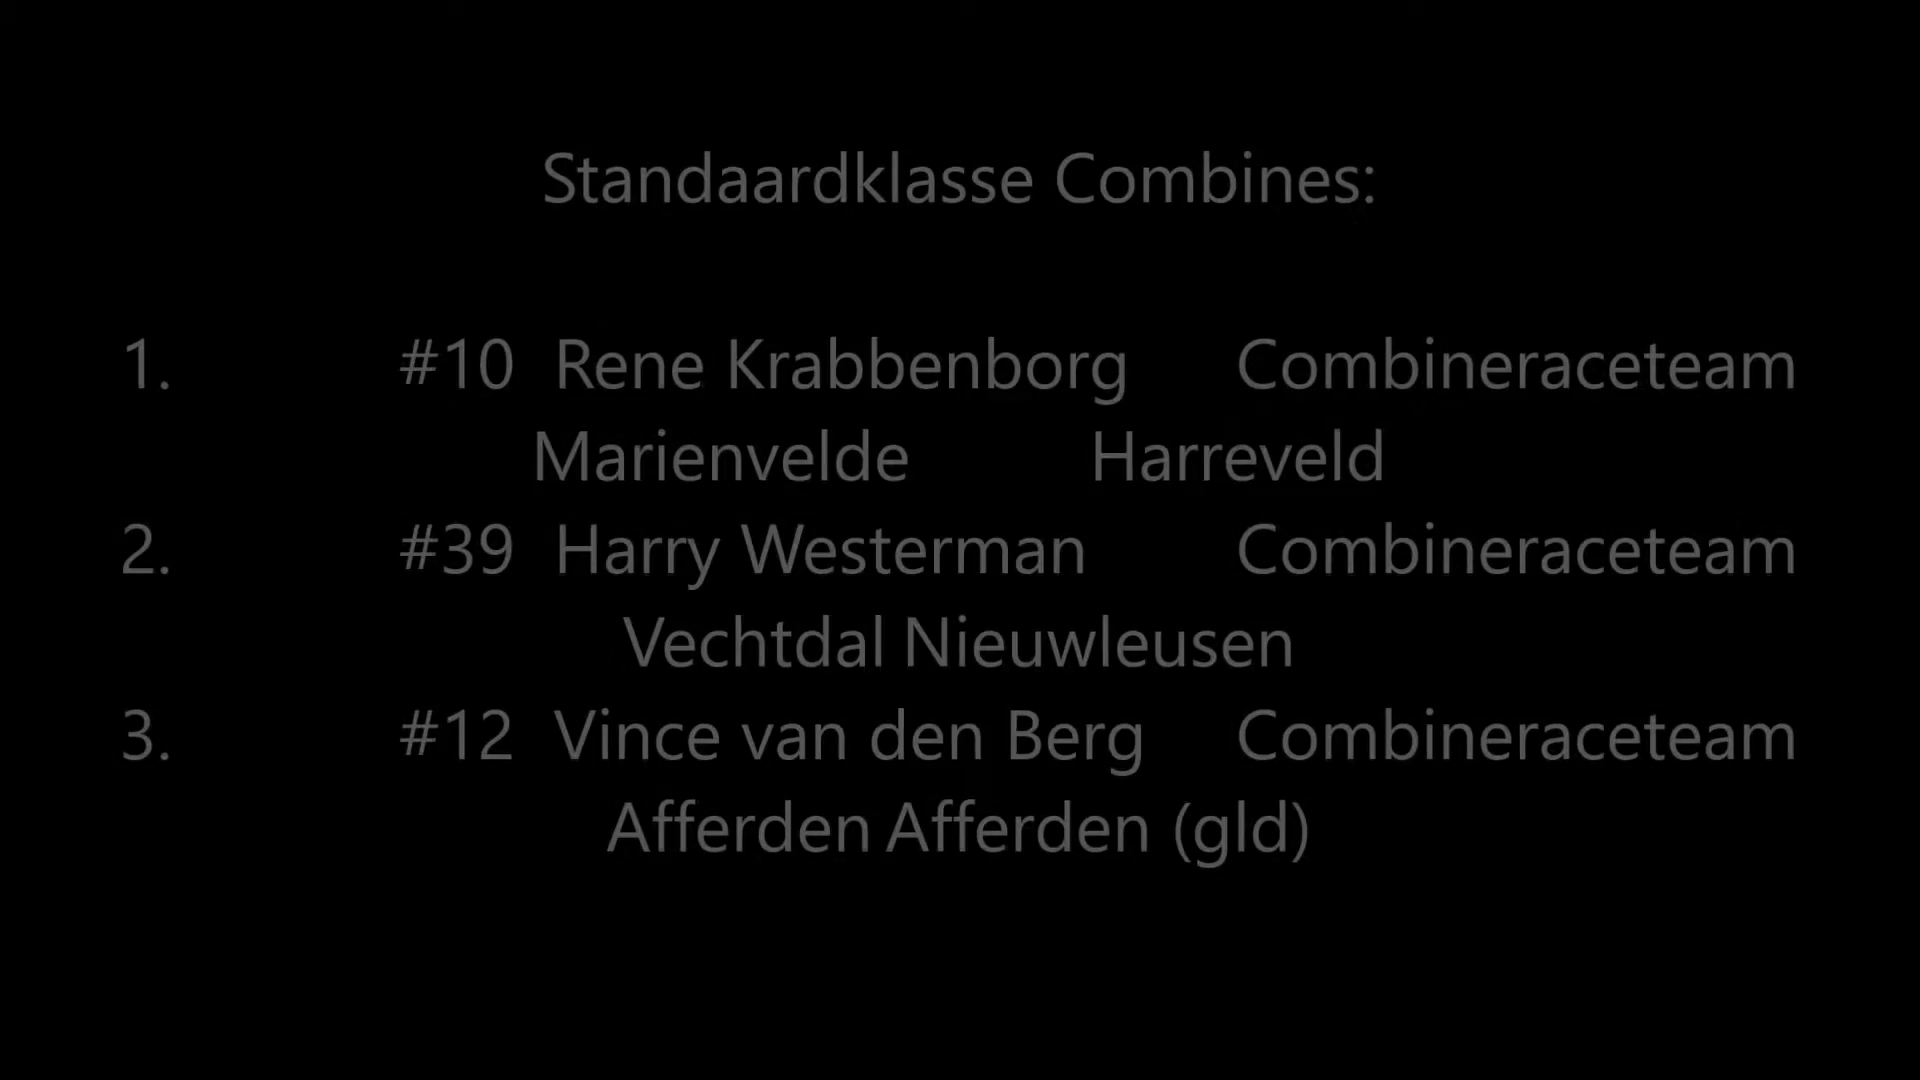 Standaardklasse Combines:
1. #10 Rene Krabbenborg Combineraceteam
Marienvelde Harreveld
2. #39 Harry Westerman Combineraceteam
Vechtdal Nieuwleusen
3. #12 Vince van den Berg Combineraceteam
Afferden Afferden (gld)